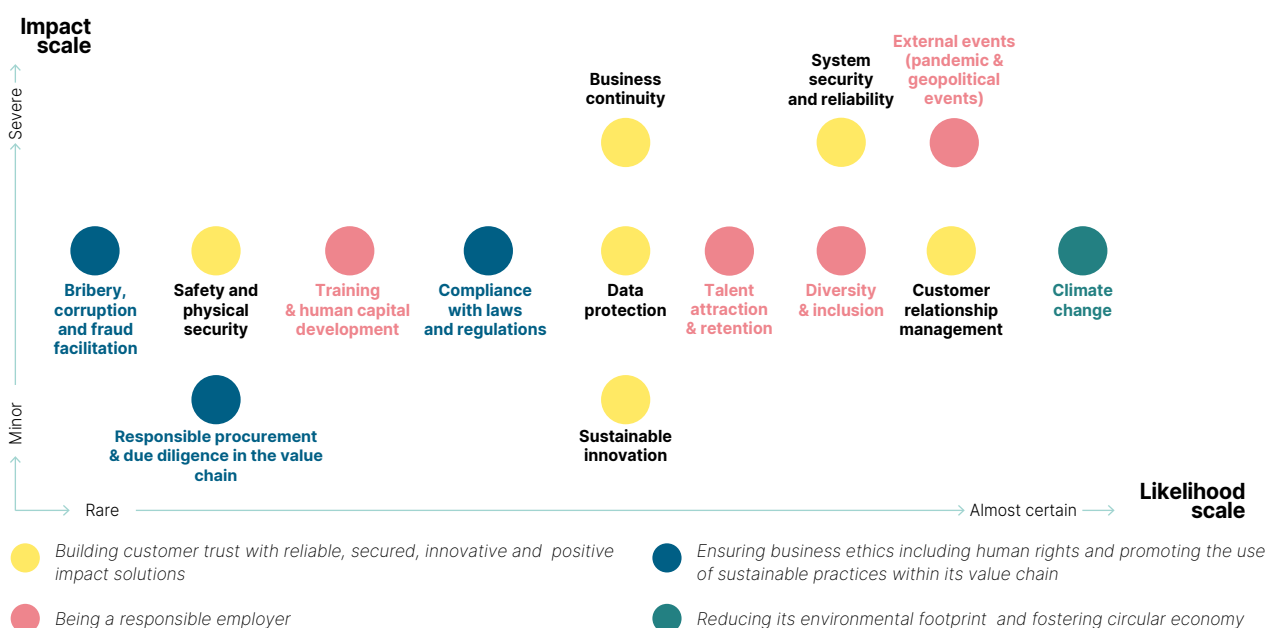 Impact
scale
Severe
Minor
Business
continuity
System
security
and reliability
External events
(pandemic &
geopolitical
events)
Bribery,
corruption
and fraud
facilitation
Safety and
physical
security
Training
& human capital
development
Compliance
with laws
and regulations
Data
protection
Talent
attraction
& retention
Diversity
& inclusion
Customer
relationship
management
Climate
change
Responsible procurement
& due diligence in the value
chain
Sustainable
innovation
Rare
Almost certain
Likelihood
scale
Building customer trust with reliable, secured, innovative and positive
impact solutions
Being a responsible employer
Ensuring business ethics including human rights and promoting the use
of sustainable practices within its value chain
Reducing its environmental footprint and fostering circular economy